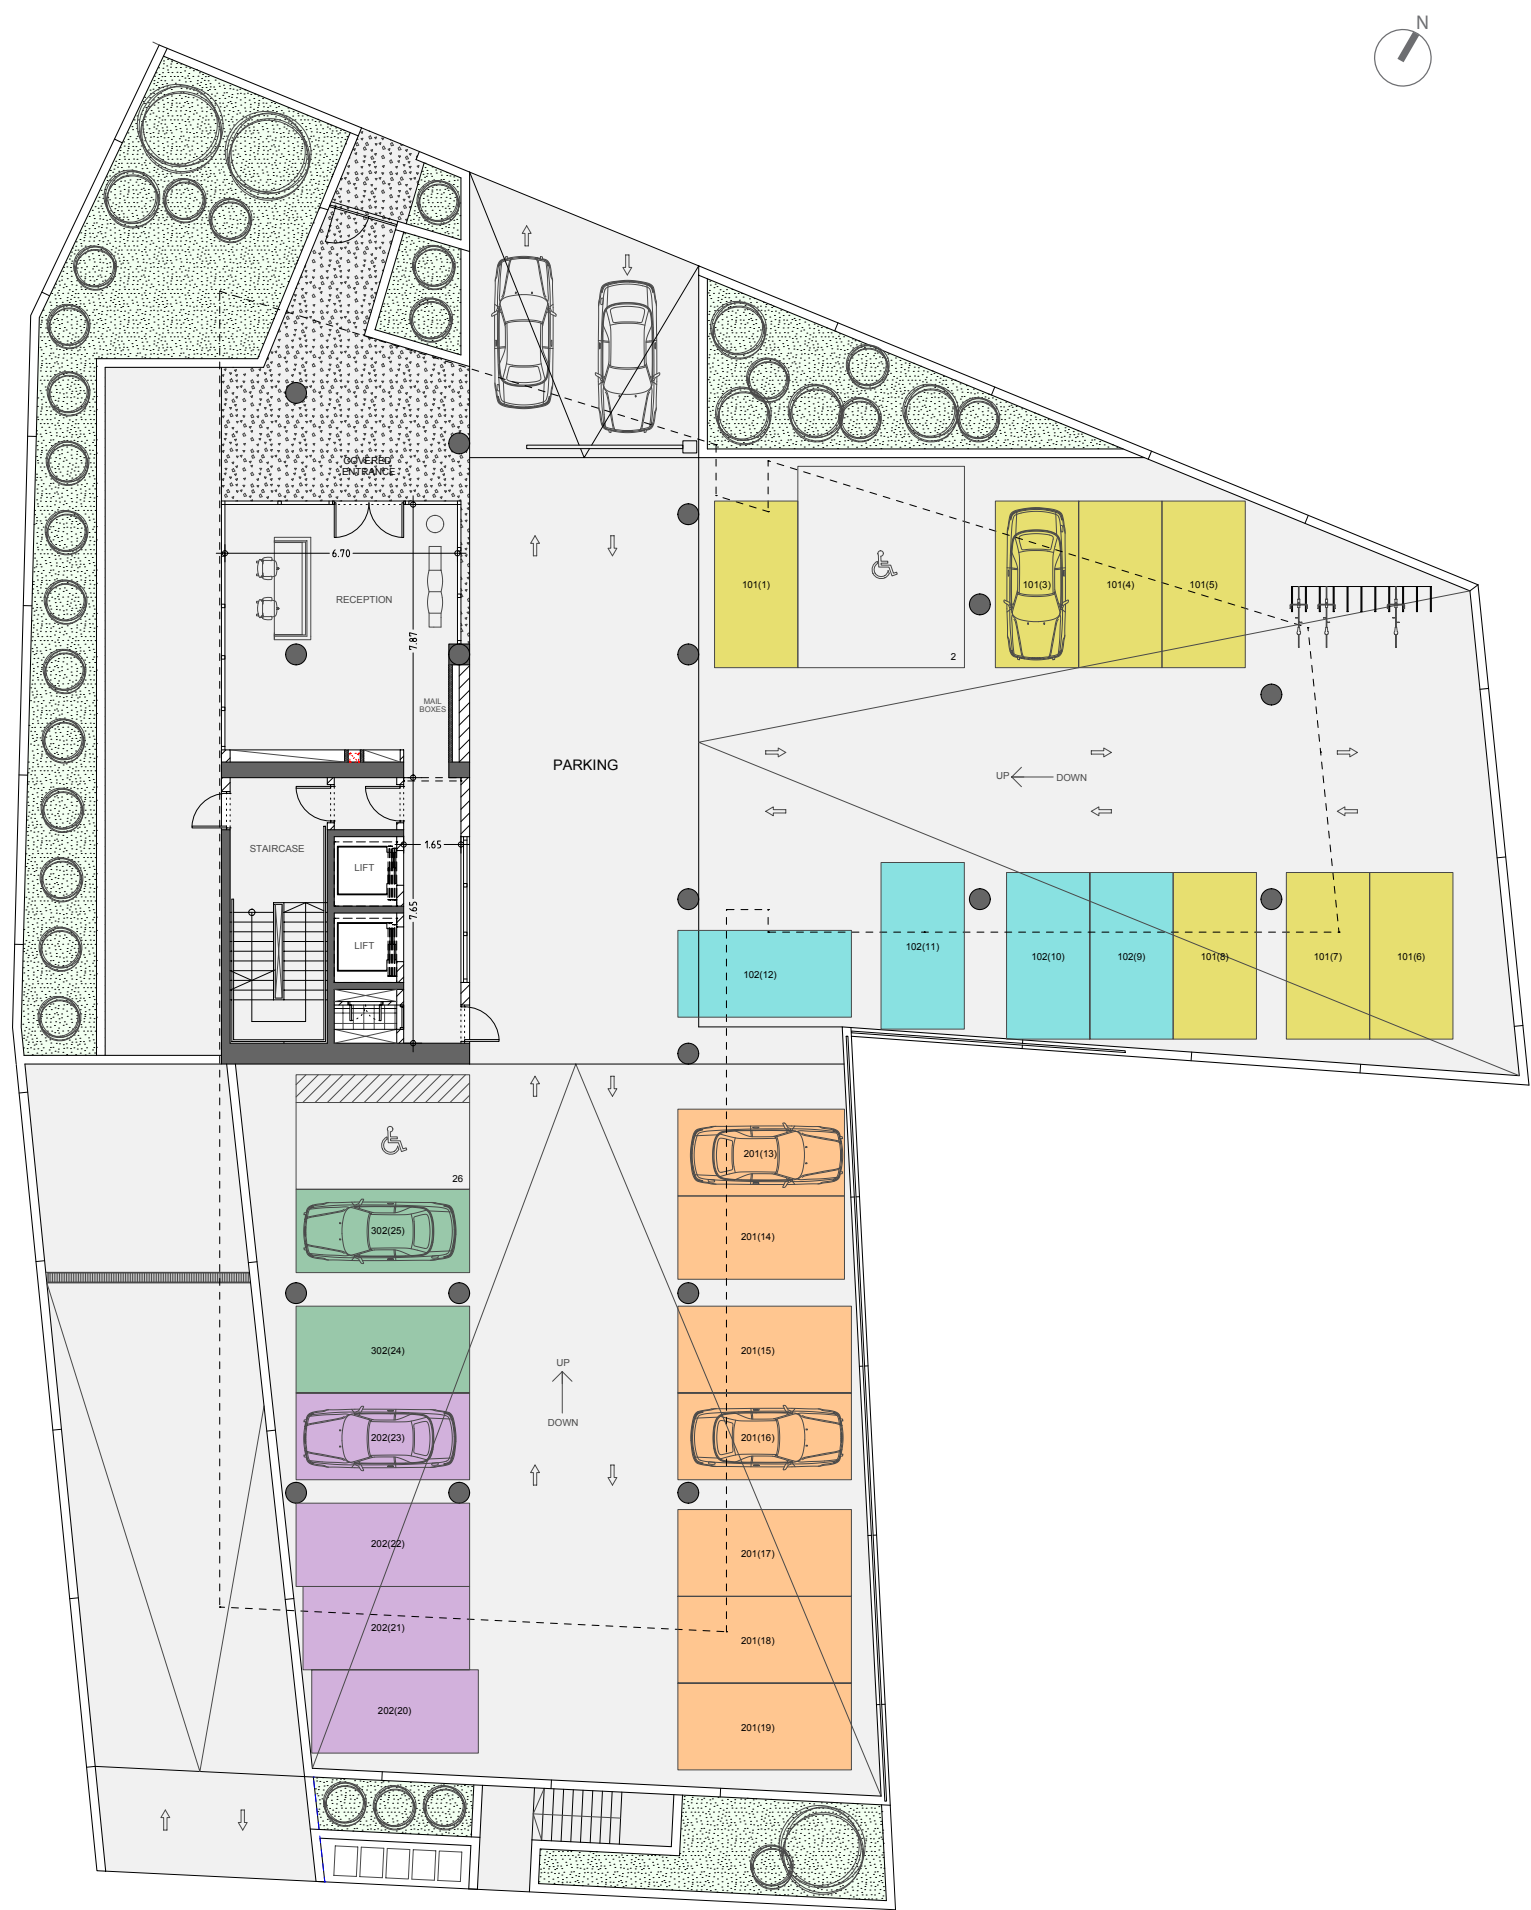 N
COVERED
ENTRANCE
6.70
RECEPTION
7.87
MAIL
BOXES
101(1)
2
101(3)
101(4)
101(5)
PARKING
UP
DOWN
STAIRCASE
1.65
LIFT
7.65
LIFT
102(12)
102(11)
102(10)
102(9)
101(8)
101(7)
101(6)
26
201(13)
302(25)
201(14)
302(24)
201(15)
UP
DOWN
202(23)
201(16)
202(22)
201(17)
202(21)
201(18)
202(20)
201(19)